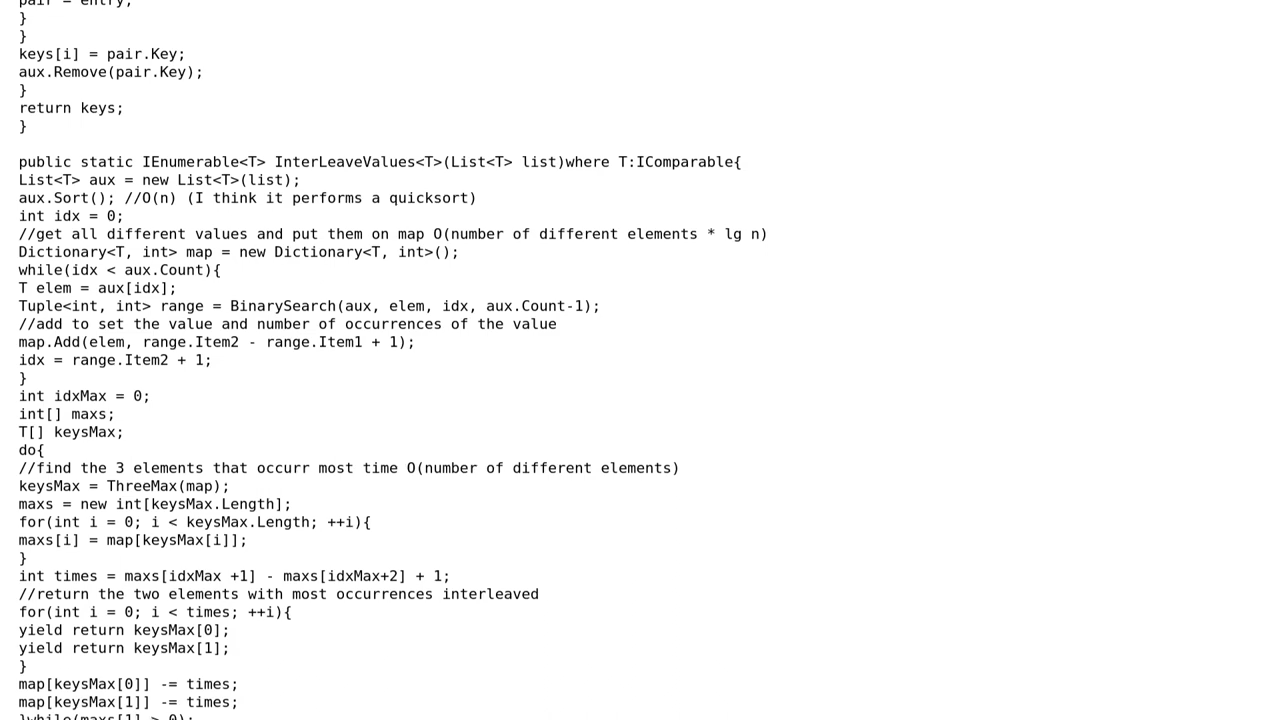 pair = entry;
}
}
keys[i] = pair.Key;
aux.Remove(pair.Key);
}
return keys;
}
public static IEnumerable<T> InterLeaveValues<T>(List<T> list)where T:IComparable{
List<T> aux = new List<T>(list);
aux.Sort(); //O(n) (I think it performs a quicksort)
int idx = 0;
//get all different values and put them on map O(number of different elements * lg n)
Dictionary<T, int> map = new Dictionary<T, int>();
while(idx < aux.Count){
T elem = aux[idx];
Tuple<int, int> range = BinarySearch(aux, elem, idx, aux.Count-1);
//add to set the value and number of occurrences of the value
map.Add(elem, range.Item2 - range.Item1 + 1);
idx = range.Item2 + 1;
}
int idxMax = 0;
int[] maxs;
T[] keysMax;
do{
//find the 3 elements that occurr most time O(number of different elements)
keysMax = ThreeMax(map);
maxs = new int[keysMax.Length];
for(int i = 0; i < keysMax.Length; ++i){
maxs[i] = map[keysMax[i]];
}
int times = maxs[idxMax +1] - maxs[idxMax+2] + 1;
//return the two elements with most occurrences interleaved
for(int i = 0; i < times; ++i){
yield return keysMax[0];
yield return keysMax[1];
}
map[keysMax[0]] -= times;
map[keysMax[1]] -= times;
}while(maxs[1] > 0);